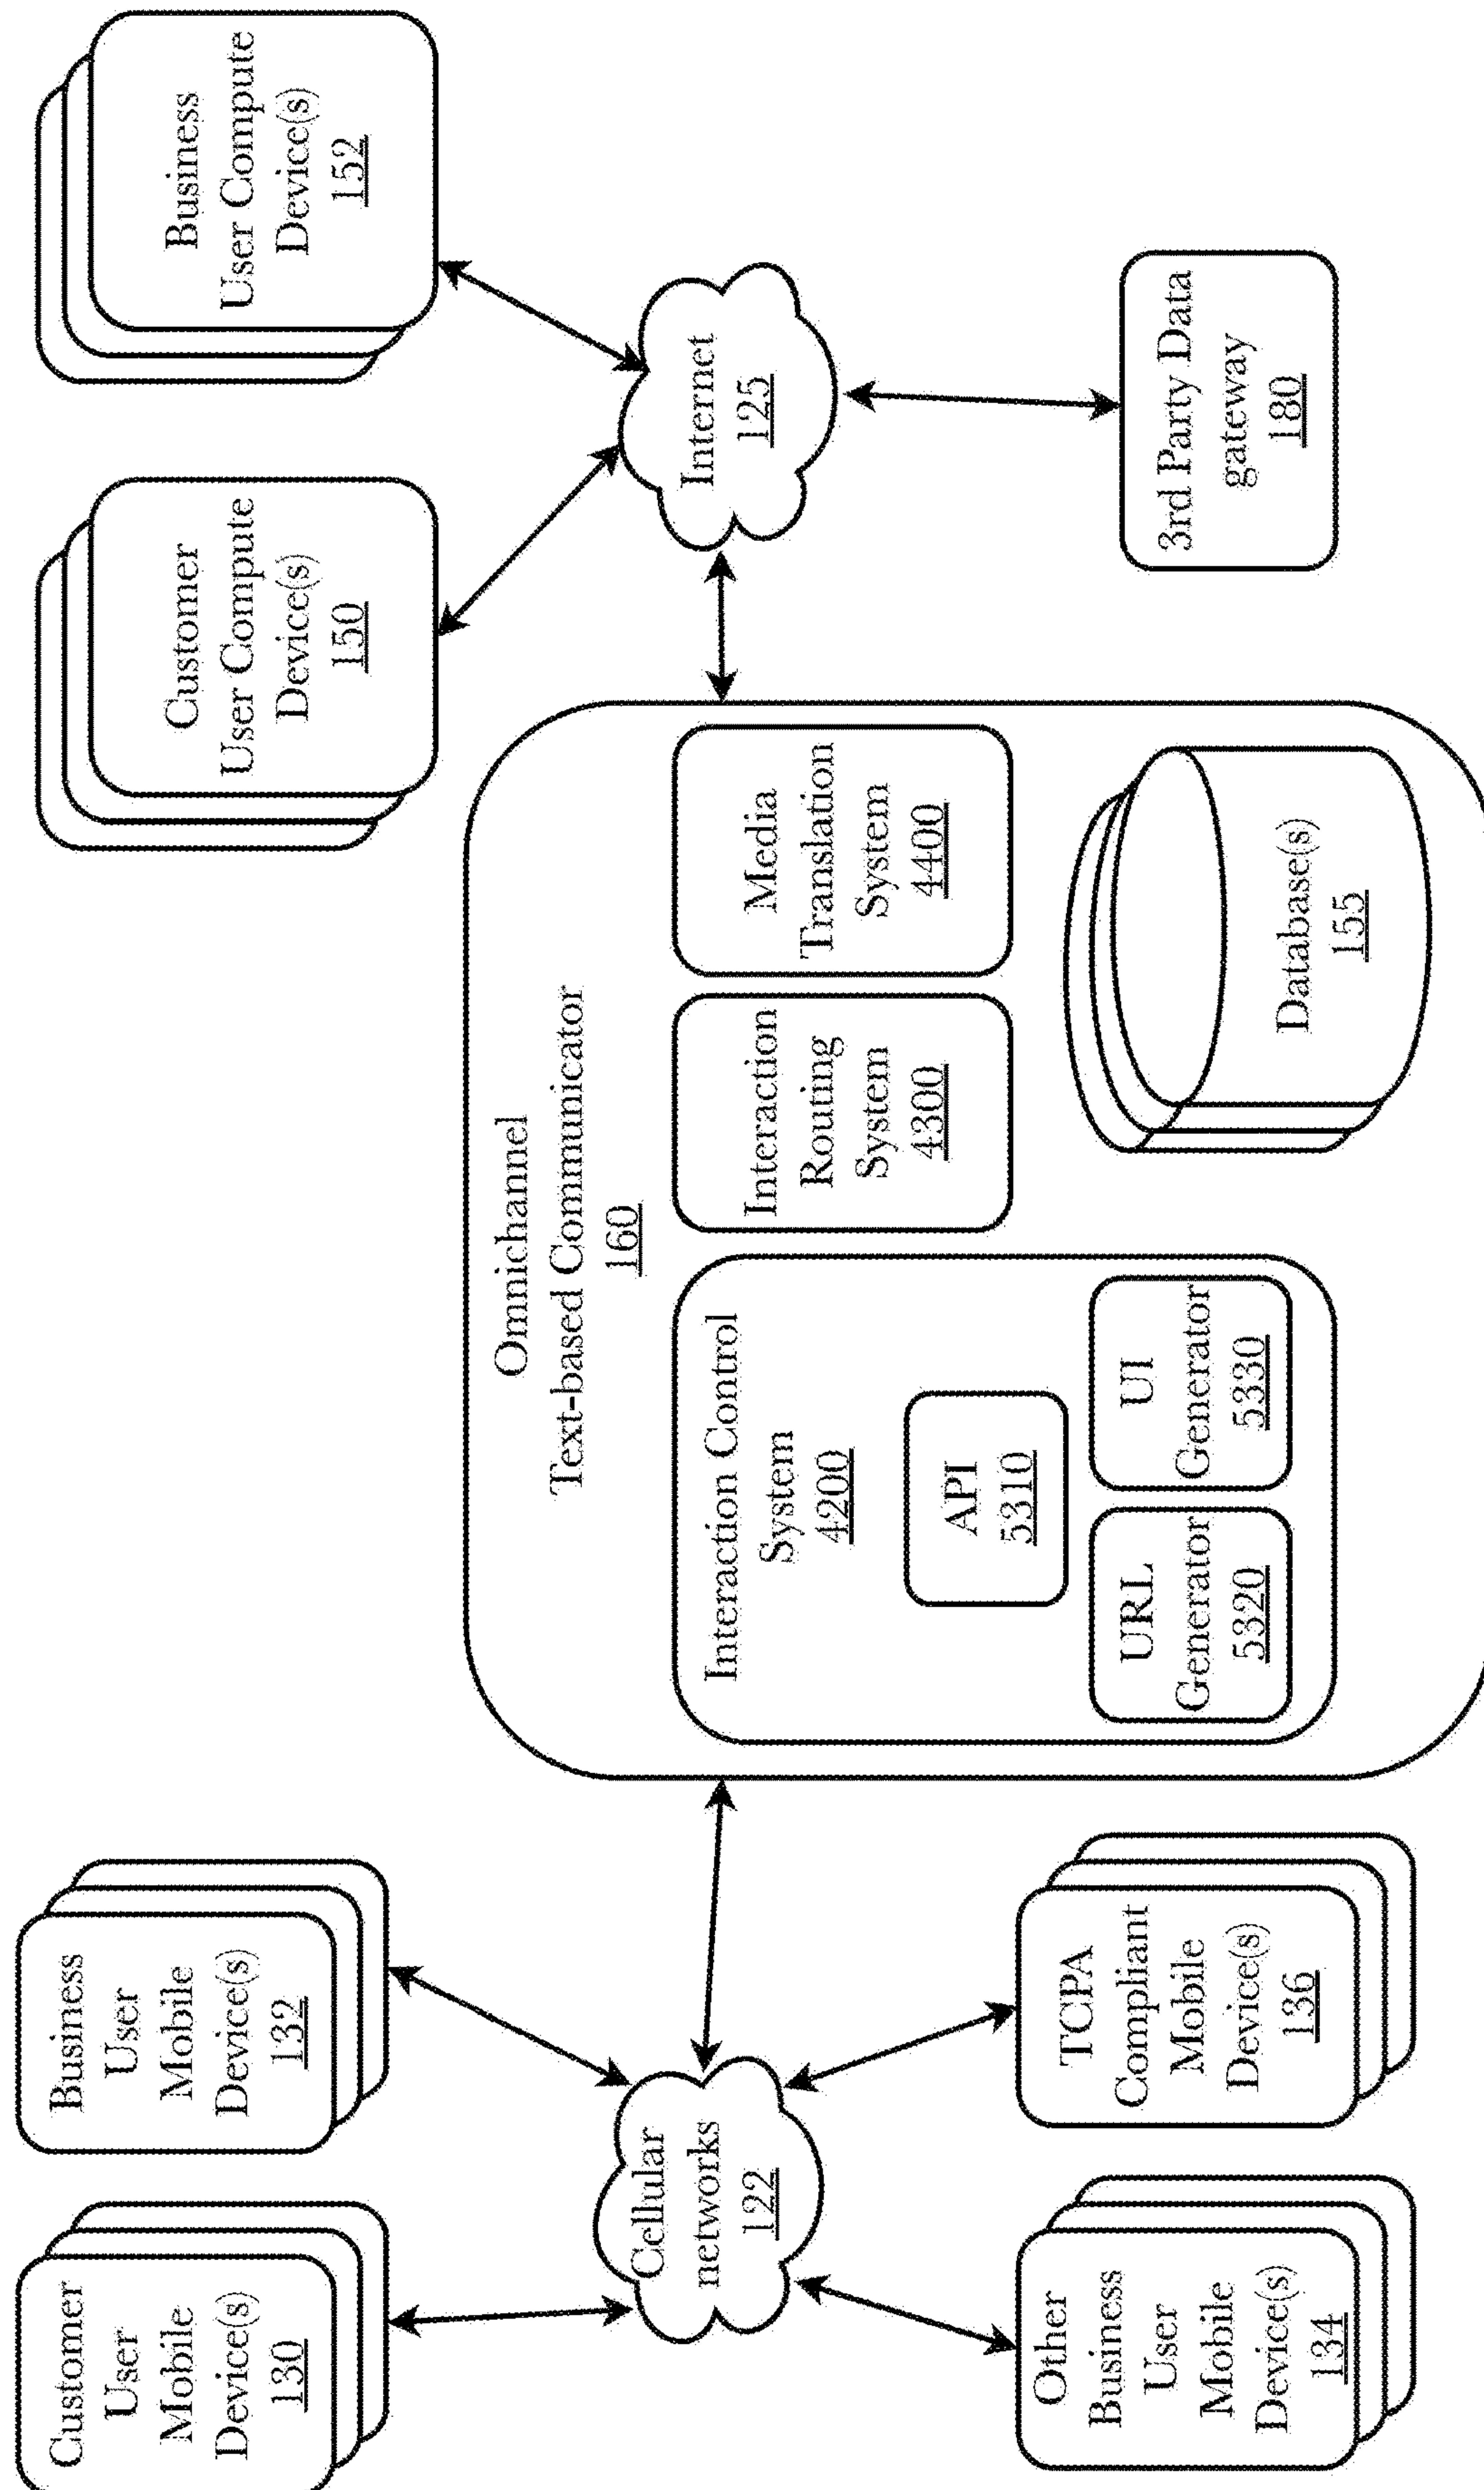 Customer
User
Mobile
Device(s)
130
Business
User
Mobile
Device(s)
132
Cellular
networks
122
Other
Business
User
Mobile
Device(s)
134
TCPA
Compliant
Mobile
Device(s)
136
Omnichannel
Text-based Communicator
160
Interaction Control
System
4200
API
5310
URL
Generator
5320
UI
Generator
5330
Interaction
Routing
System
4300
Media
Translation
System
4400
Database(s)
155
Customer
User Compute
Device(s)
150
Business
User Compute
Device(s)
152
Internet
125
3rd Party Data
gateway
180